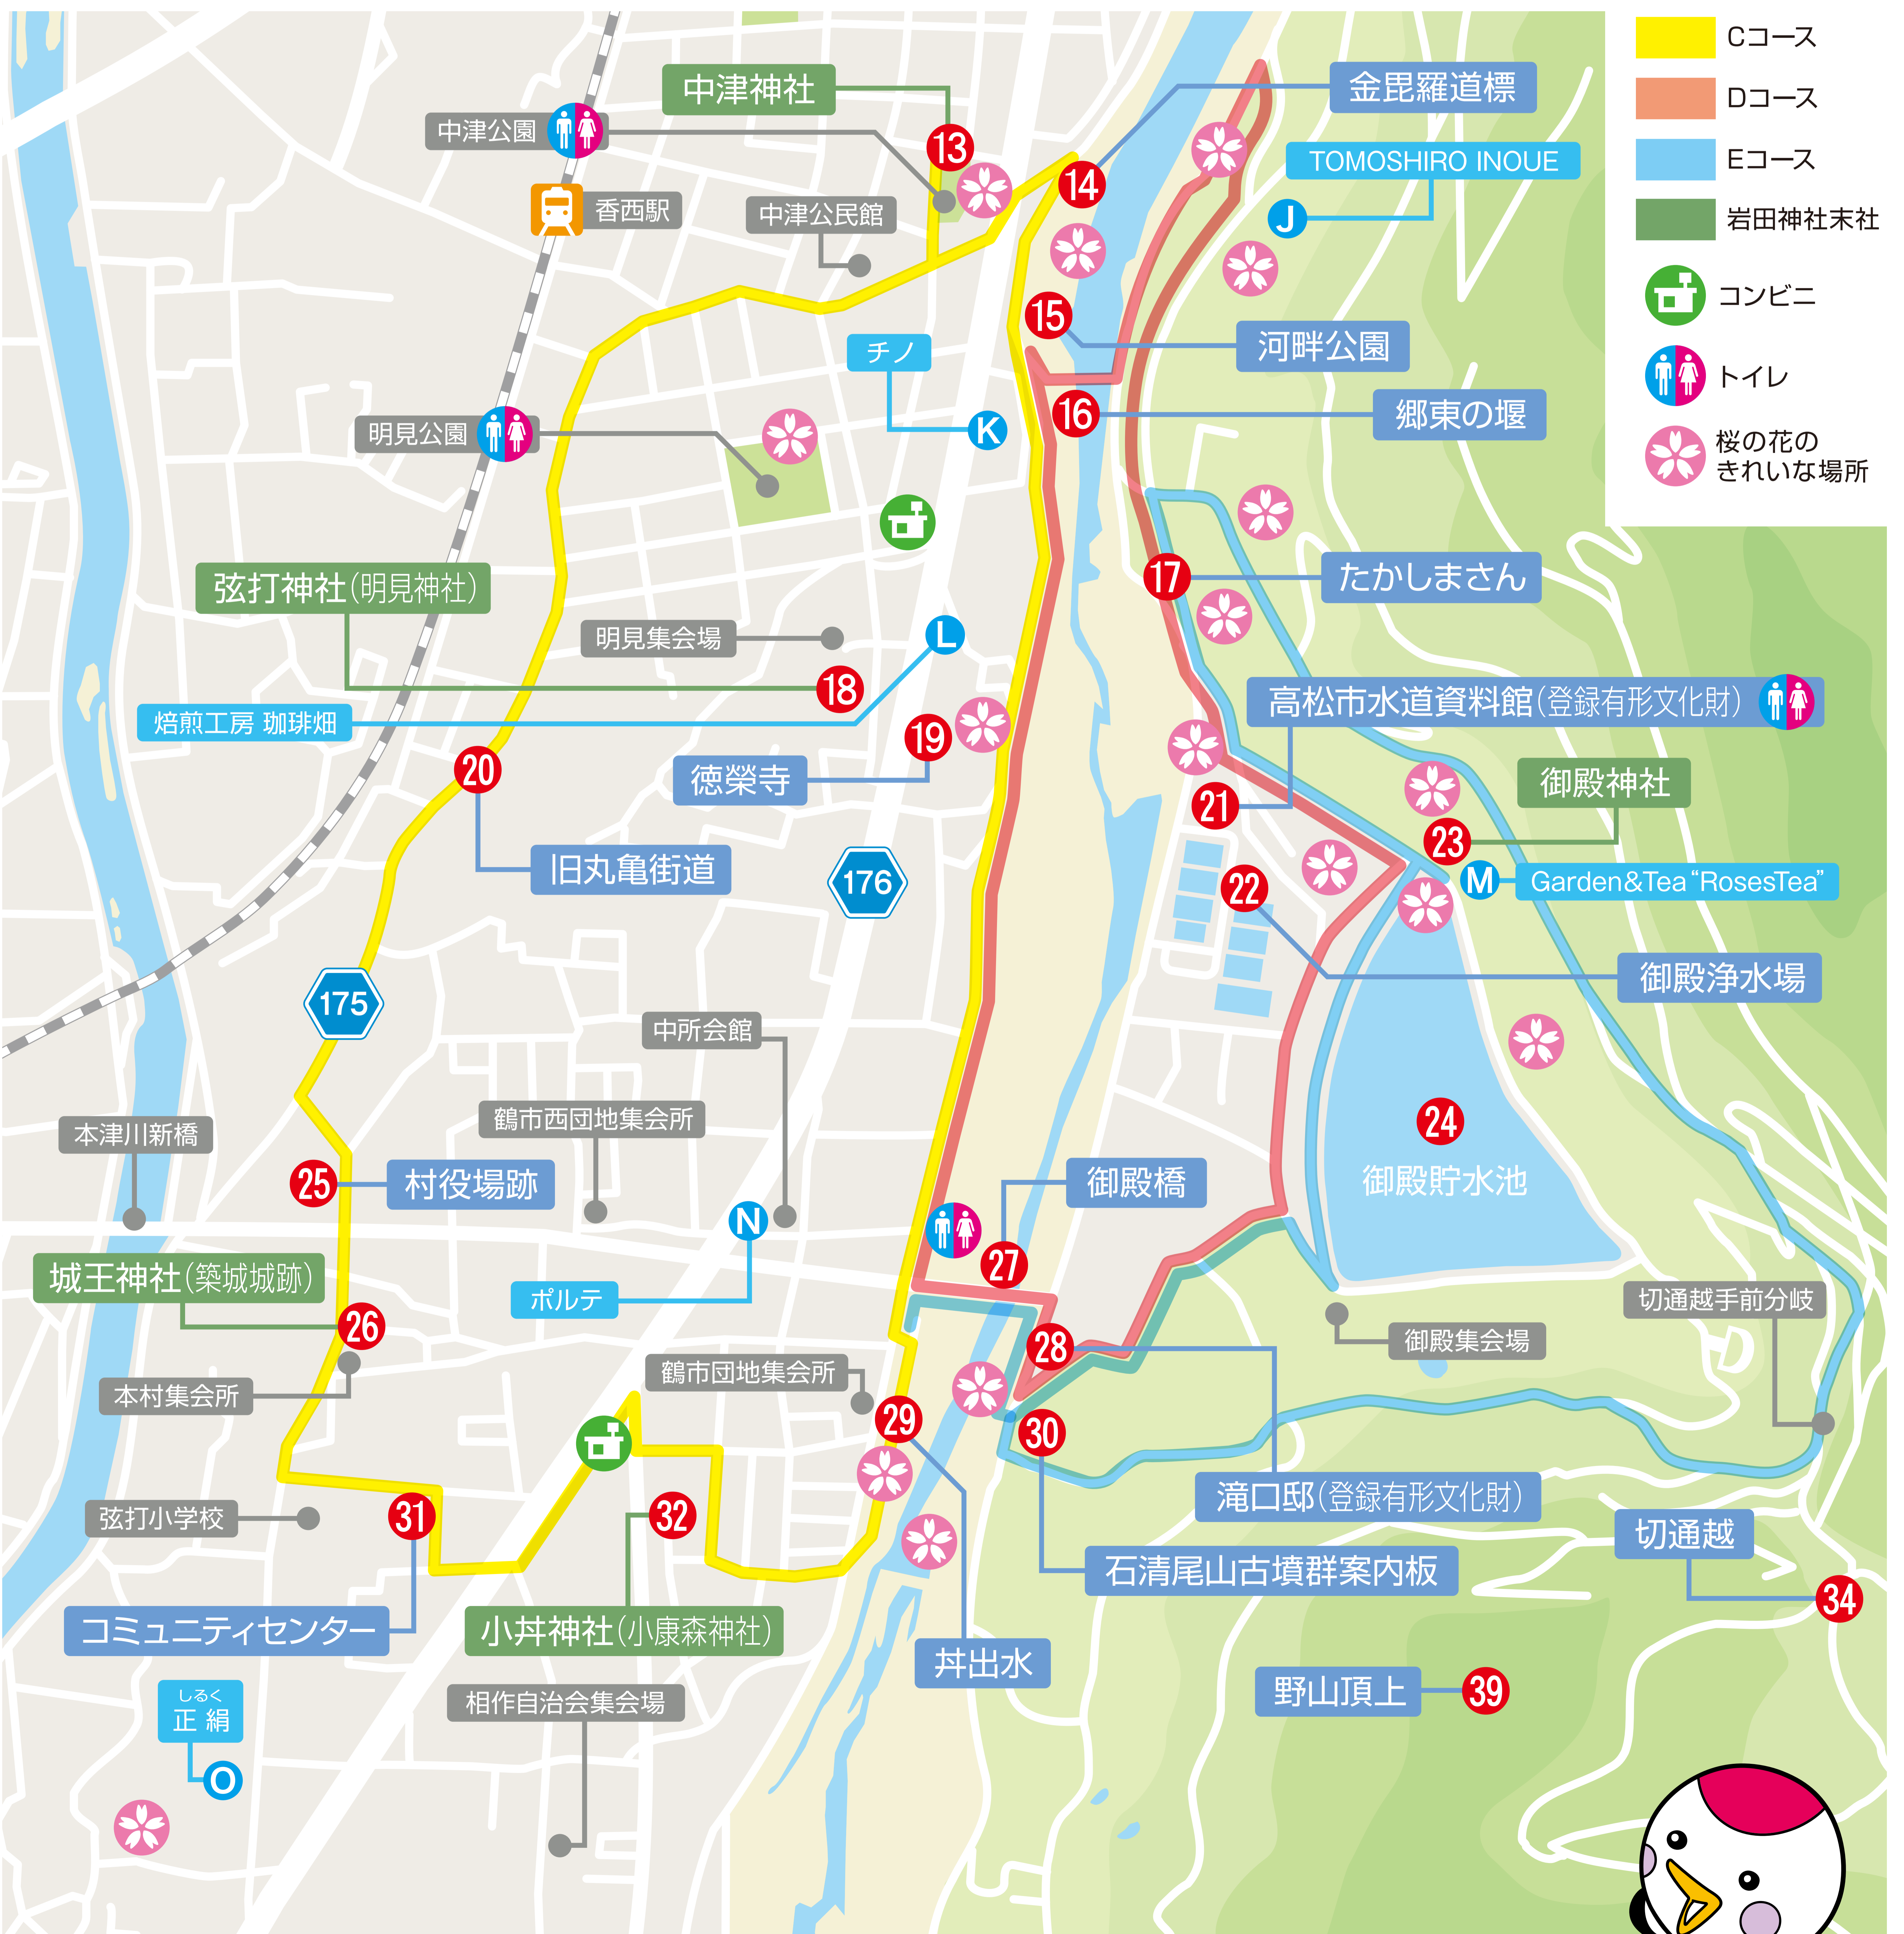 Cコース
Dコース
Eコース
岩田神社末社
コンビニ
トイレ
桜の花の
きれいな場所
中津神社
13
金毘羅道標
14
中津公園
TOMOSHIRO INOUE
J
香西駅
中津公民館
15
河畔公園
チノ
K
16
郷東の堰
明見公園
17
たかしまさん
弦打神社(明見神社)
明見集会場
L
18
焙煎工房 珈琲畑
高松市水道資料館(登録有形文化財)
19
徳榮寺
20
21
御殿神社
23
旧丸亀街道
176
22
M
Garden&Tea “RosesTea”
御殿浄水場
175
中所会館
鶴市西団地集会所
24
御殿貯水池
本津川新橋
25
村役場跡
御殿橋
N
27
城王神社(築城城跡)
ポルテ
26
28
切通越手前分岐
御殿集会場
本村集会所
鶴市団地集会所
29
30
滝口邸(登録有形文化財)
弦打小学校
31
32
切通越
石清尾山古墳群案内板
34
コミュニティセンター
小丼神社(小康森神社)
丼出水
野山頂上
39
しるく
正絹
相作自治会集会場
O